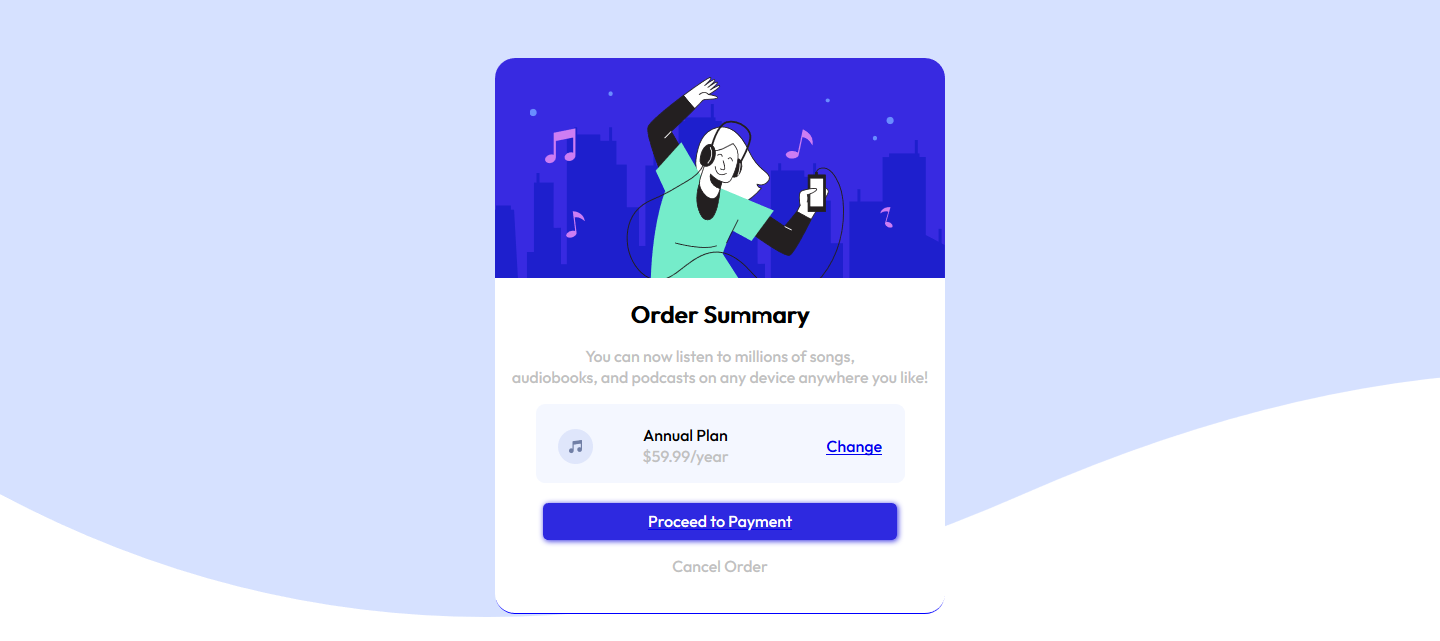 Order Summary
You can now listen to millions of songs,
audiobooks, and podcasts on any device anywhere you like!
Annual Plan
$59.99/year
Change
Proceed to Payment
Cancel Order